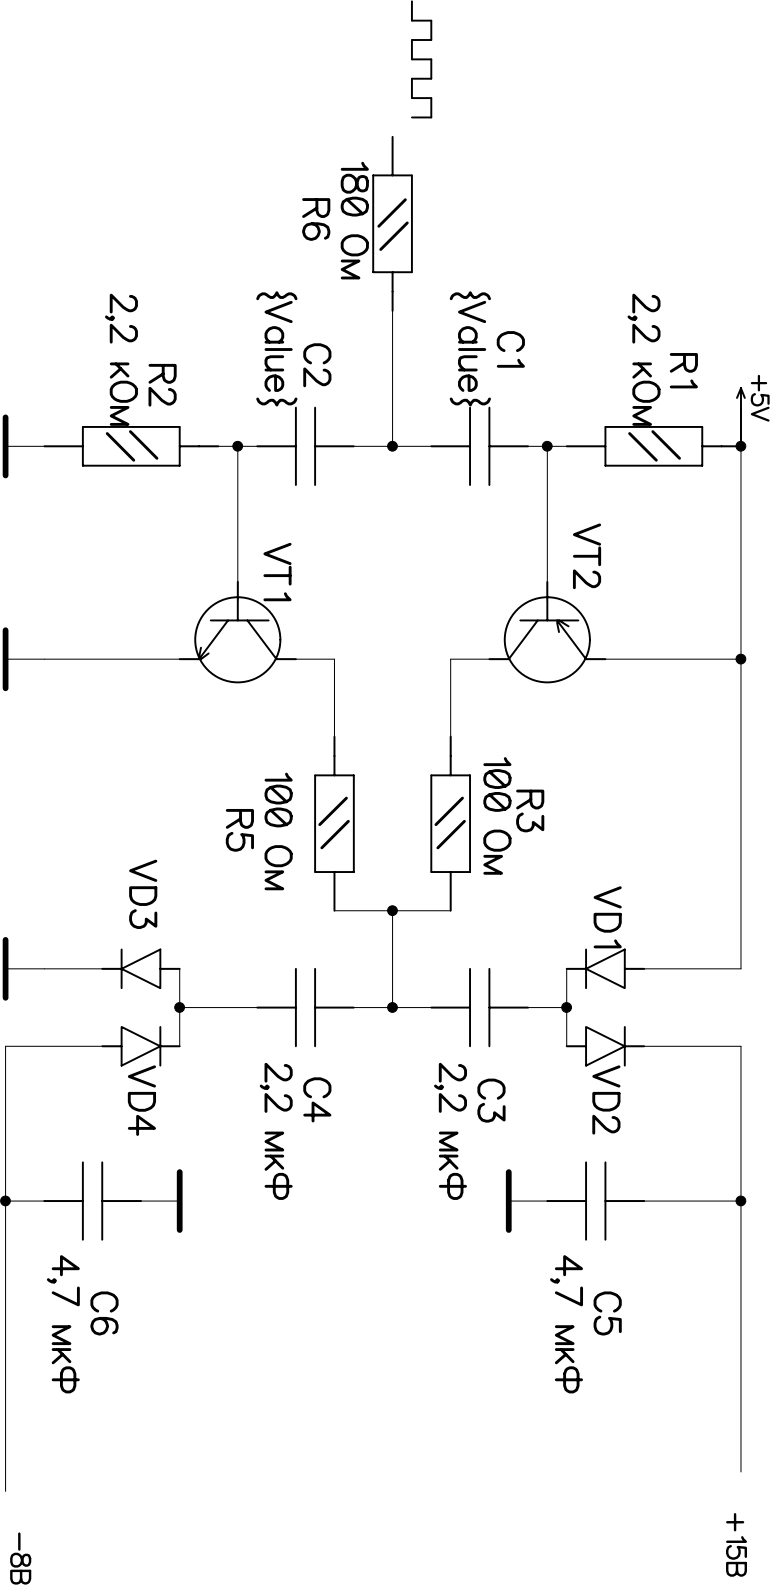 +5V
R1
2,2 кОм
C1
{Value}
R6
180 Ом
C2
{Value}
R2
2,2 кОм
VT2
VT1
R3
100 Ом
100 Ом
R5
VD1
VD2
VD3
VD4
C3
2,2 мкФ
C4
2,2 мкФ
C5
4,7 мкФ
C6
4,7 мкФ
+15В
-8В